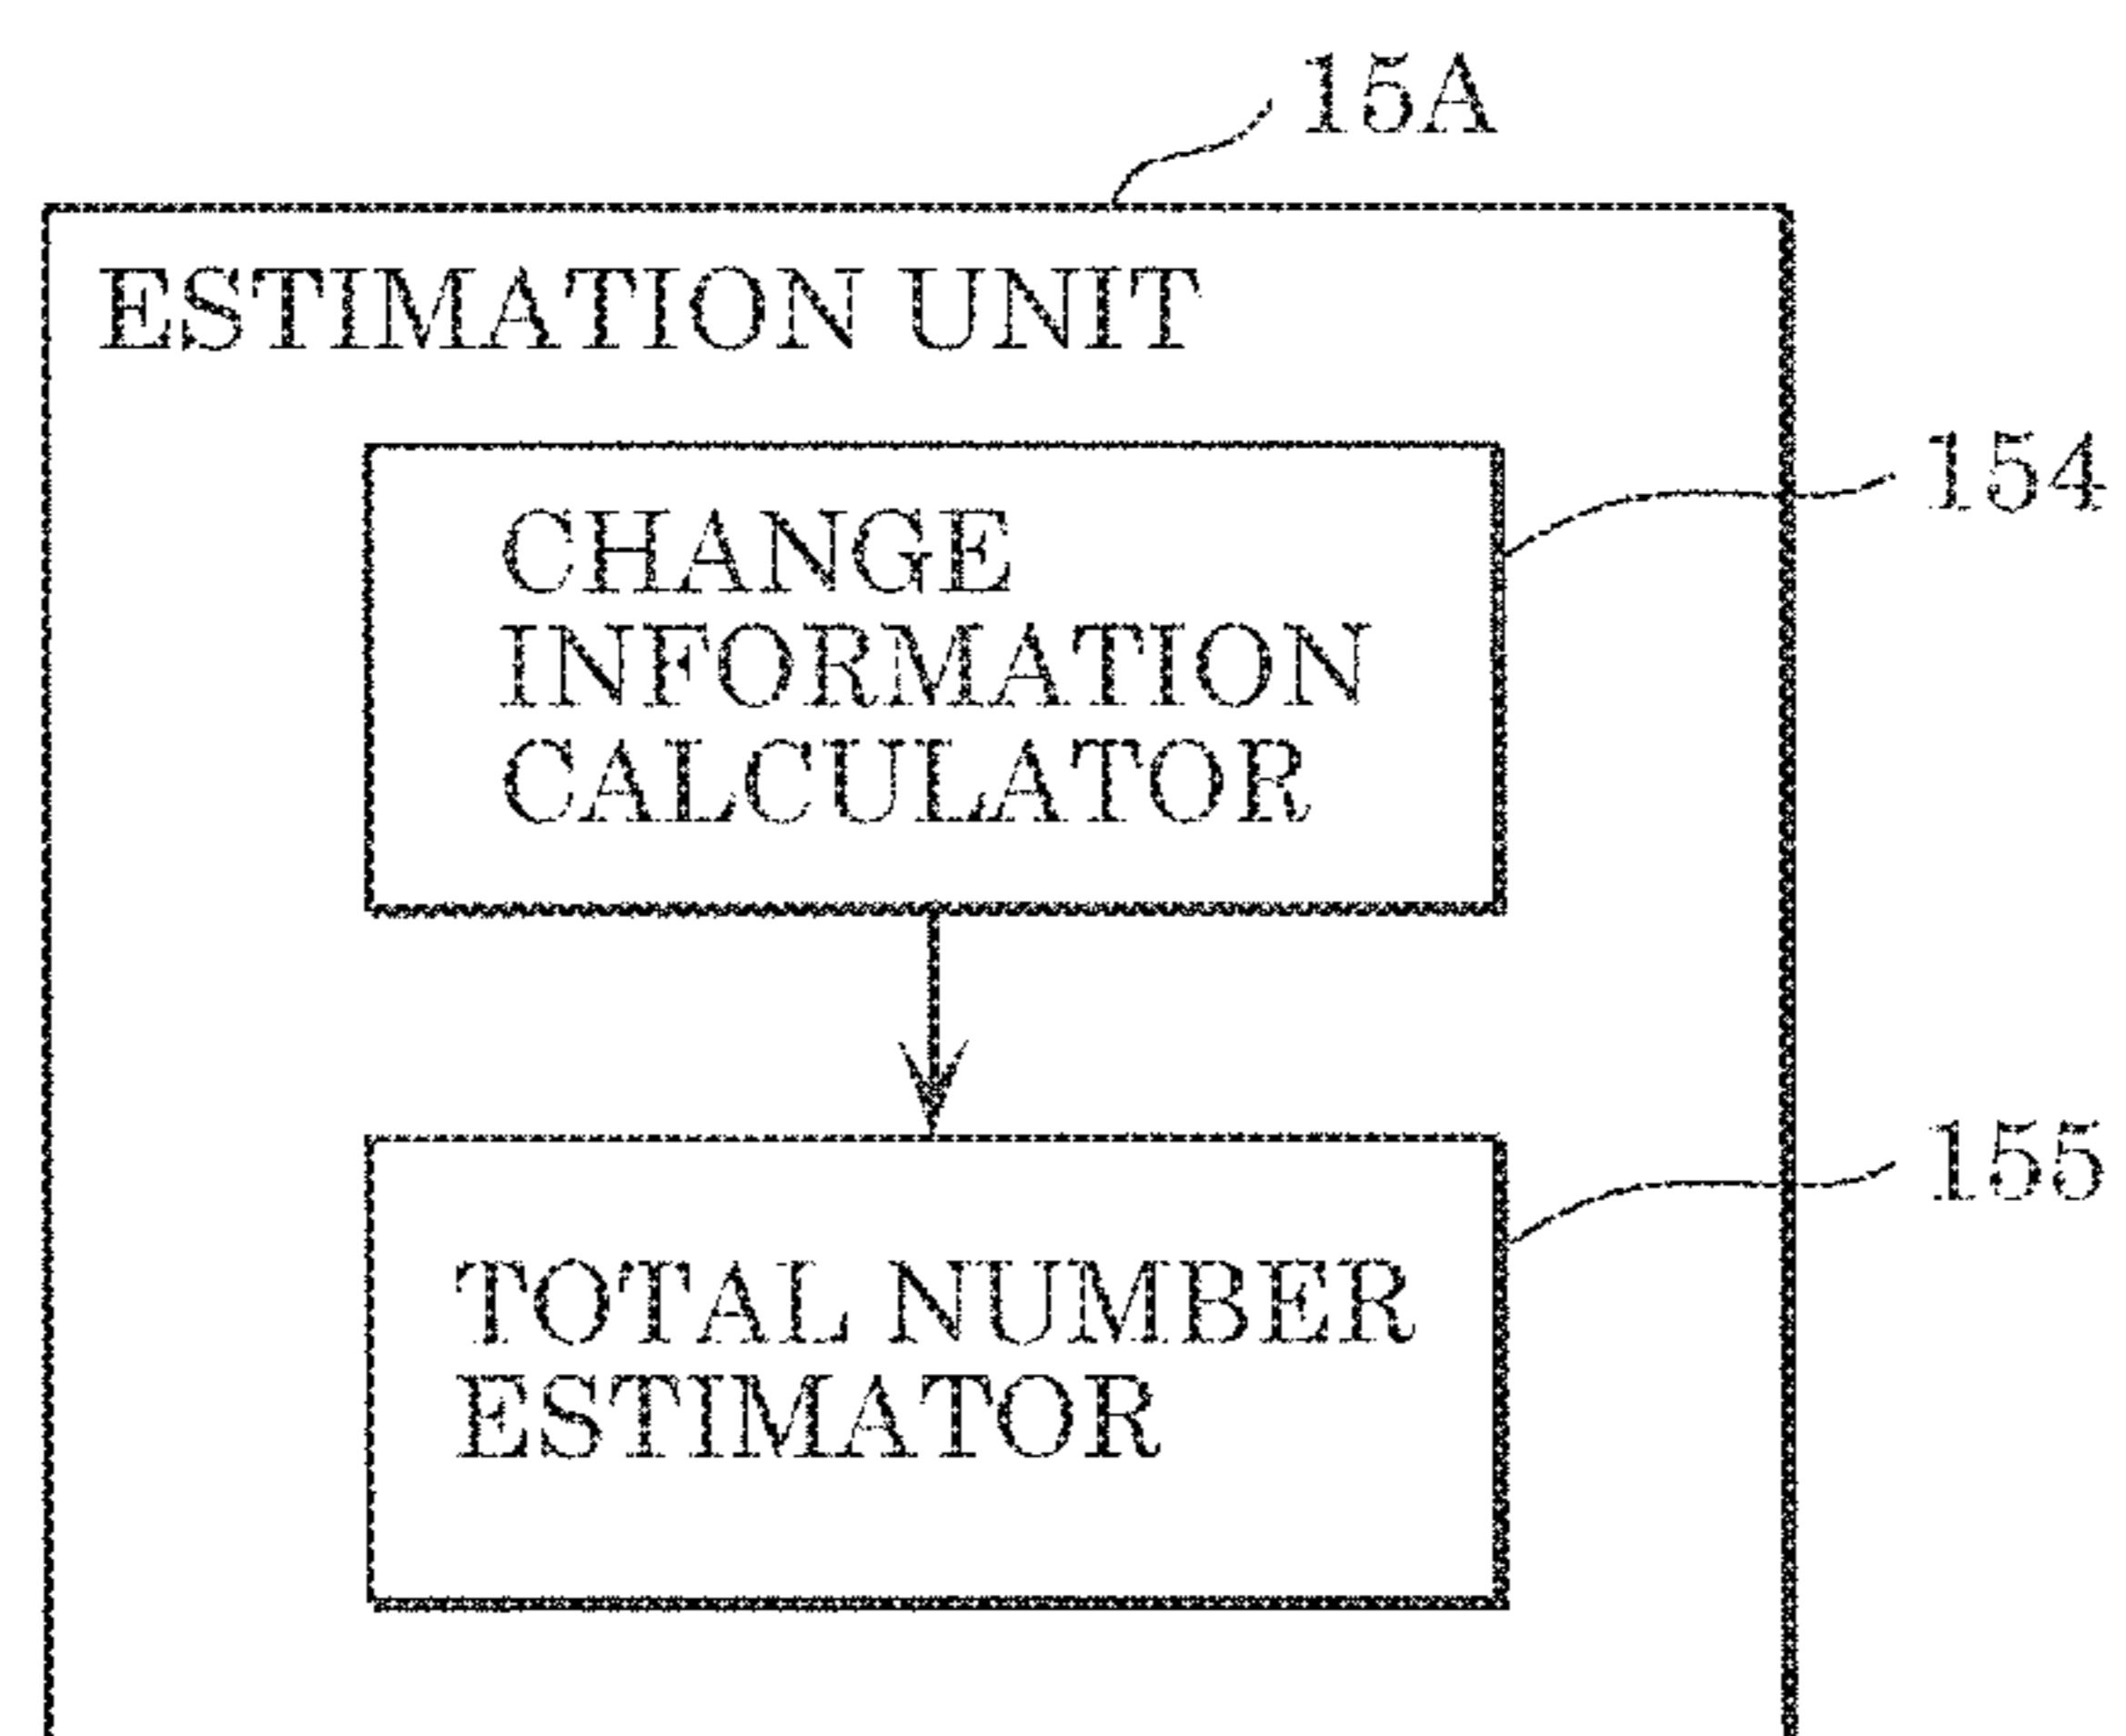 15A
ESTIMATION UNIT
154
CHANGE
INFORMATION
CALCULATOR
155
TOTAL NUMBER
ESTIMATOR